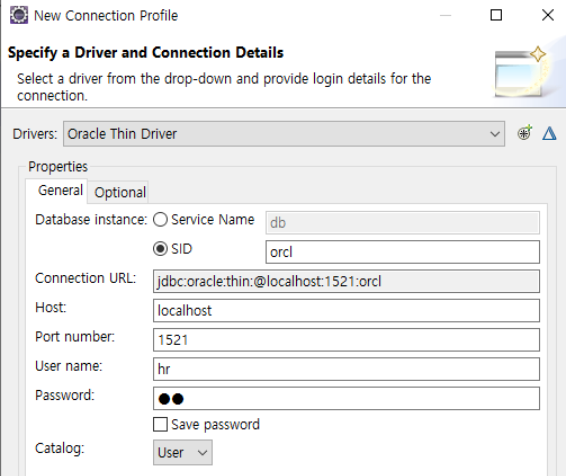 New Connection Profile
Specify a Driver and Connection Details
Select a driver from the drop-down and provide login details for the
connection.
Drivers: Oracle Thin Driver
Properties
General Optional
Database instance: Service Name db
SID orcl
Connection URL: jdbc:oracle:thin:@localhost:1521:orcl
Host: localhost
Port number: 1521
User name: hr
Password: ●●
Save password
Catalog: User